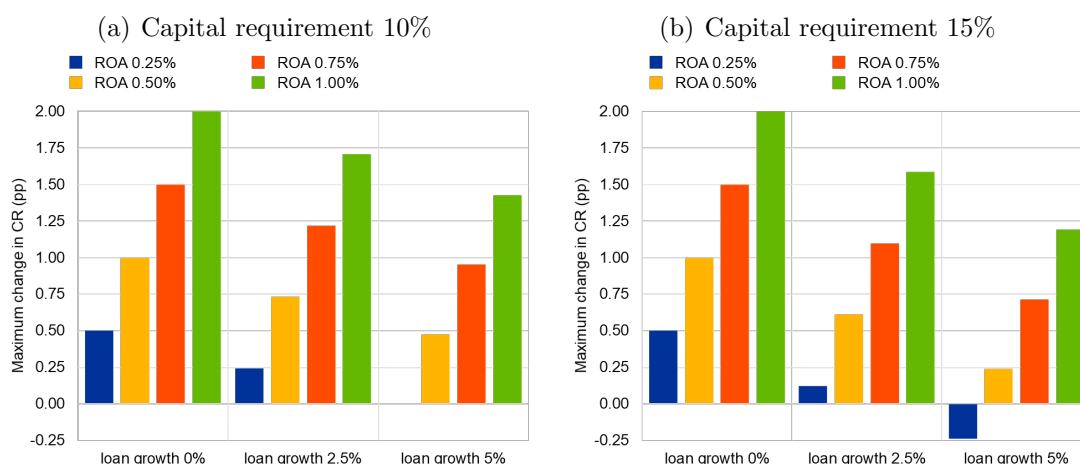 (a) Capital requirement 10%
ROA 0.25%
ROA 0.75%
ROA 0.50%
ROA 1.00%
Maximum change in CR (pp)
2.00
1.75
1.50
1.25
1.00
0.75
0.50
0.25
0.00
-0.25
loan growth 0%
loan growth 2.5%
loan growth 5%
(b) Capital requirement 15%
ROA 0.25%
ROA 0.75%
ROA 0.50%
ROA 1.00%
Maximum change in CR (pp)
2.00
1.75
1.50
1.25
1.00
0.75
0.50
0.25
0.00
-0.25
loan growth 0%
loan growth 2.5%
loan growth 5%